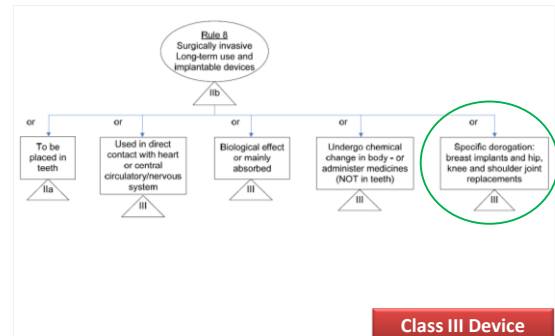 Rule 8
Surgically invasive
Long-term use and
implantable devices
IIb
or
or
or
or
or
To be
placed in
teeth
IIa
Used in direct
contact with heart
or central
circulatory/nervous
system
III
Biological effect
or mainly
absorbed
III
Undergo chemical
change in body - or
administer medicines
(NOT in teeth)
III
Specific derogation:
breast implants and hip,
knee and shoulder joint
replacements
III
Class III Device